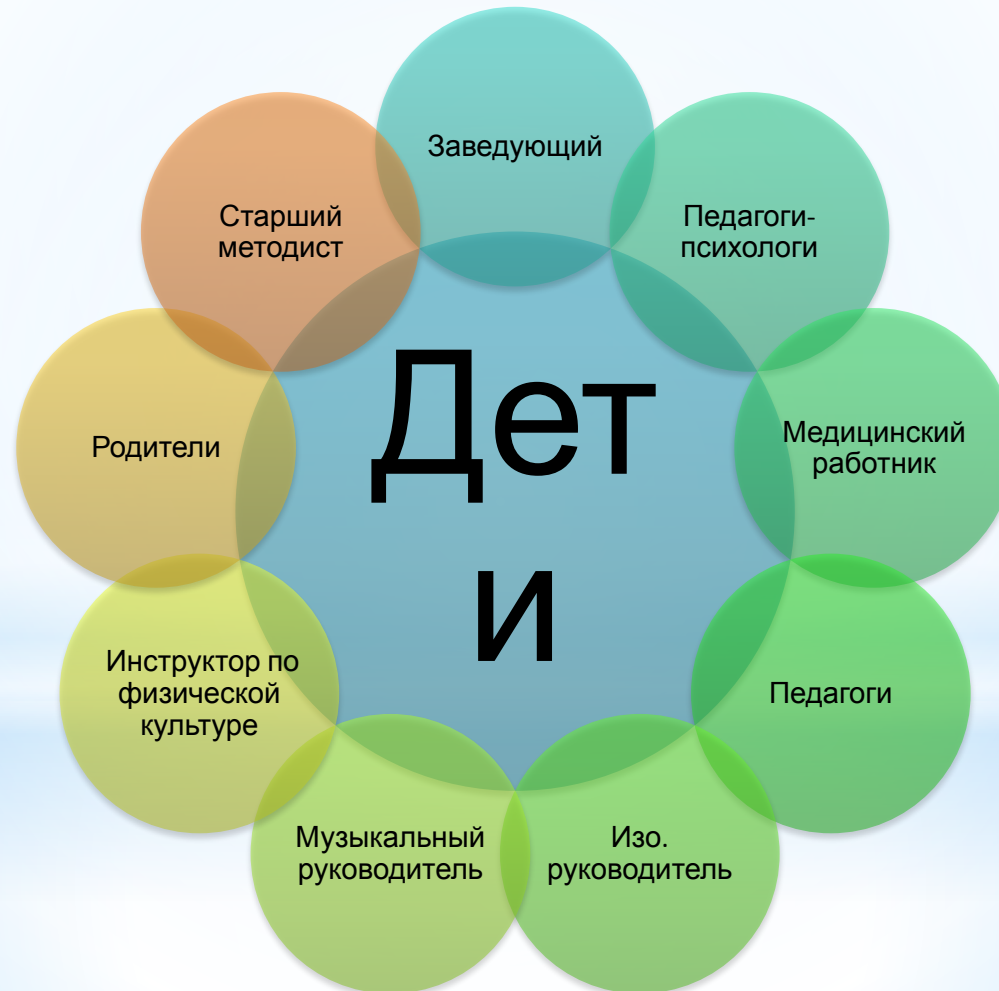 Заведующий
Педагоги-
психологи
Медицинский
работник
Педагоги
Изо.
руководитель
Музыкальный
руководитель
Инструктор по
физической
культуре
Родители
Старший
методист
Дет
и